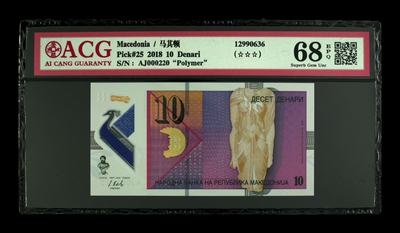 ACG
AI CANG GUARANTY
Macedonia / 马其顿
Pick#25 2018 10 Denari
S/N : AJ000220 "Polymer"
12990636
(☆☆☆)
68 EPQ
Superb Gem Unc
10
ДЕСЕТ ДЕНАРИ
НАРОДНА БАНКА НА РЕПУБЛИКА МАКЕДОНИЈА
10